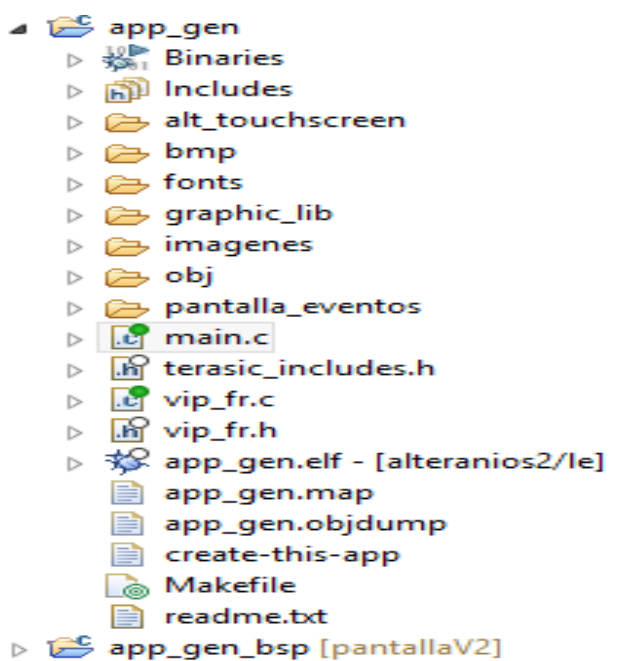 app_gen
Binaries
Includes
alt_touchscreen
bmp
fonts
graphic_lib
imagenes
obj
pantalla_eventos
main.c
terasic_includes.h
vip_fr.c
vip_fr.h
app_gen.elf - [alteranios2/le]
app_gen.map
app_gen.objdump
create-this-app
Makefile
readme.txt
app_gen_bsp [pantallaV2]